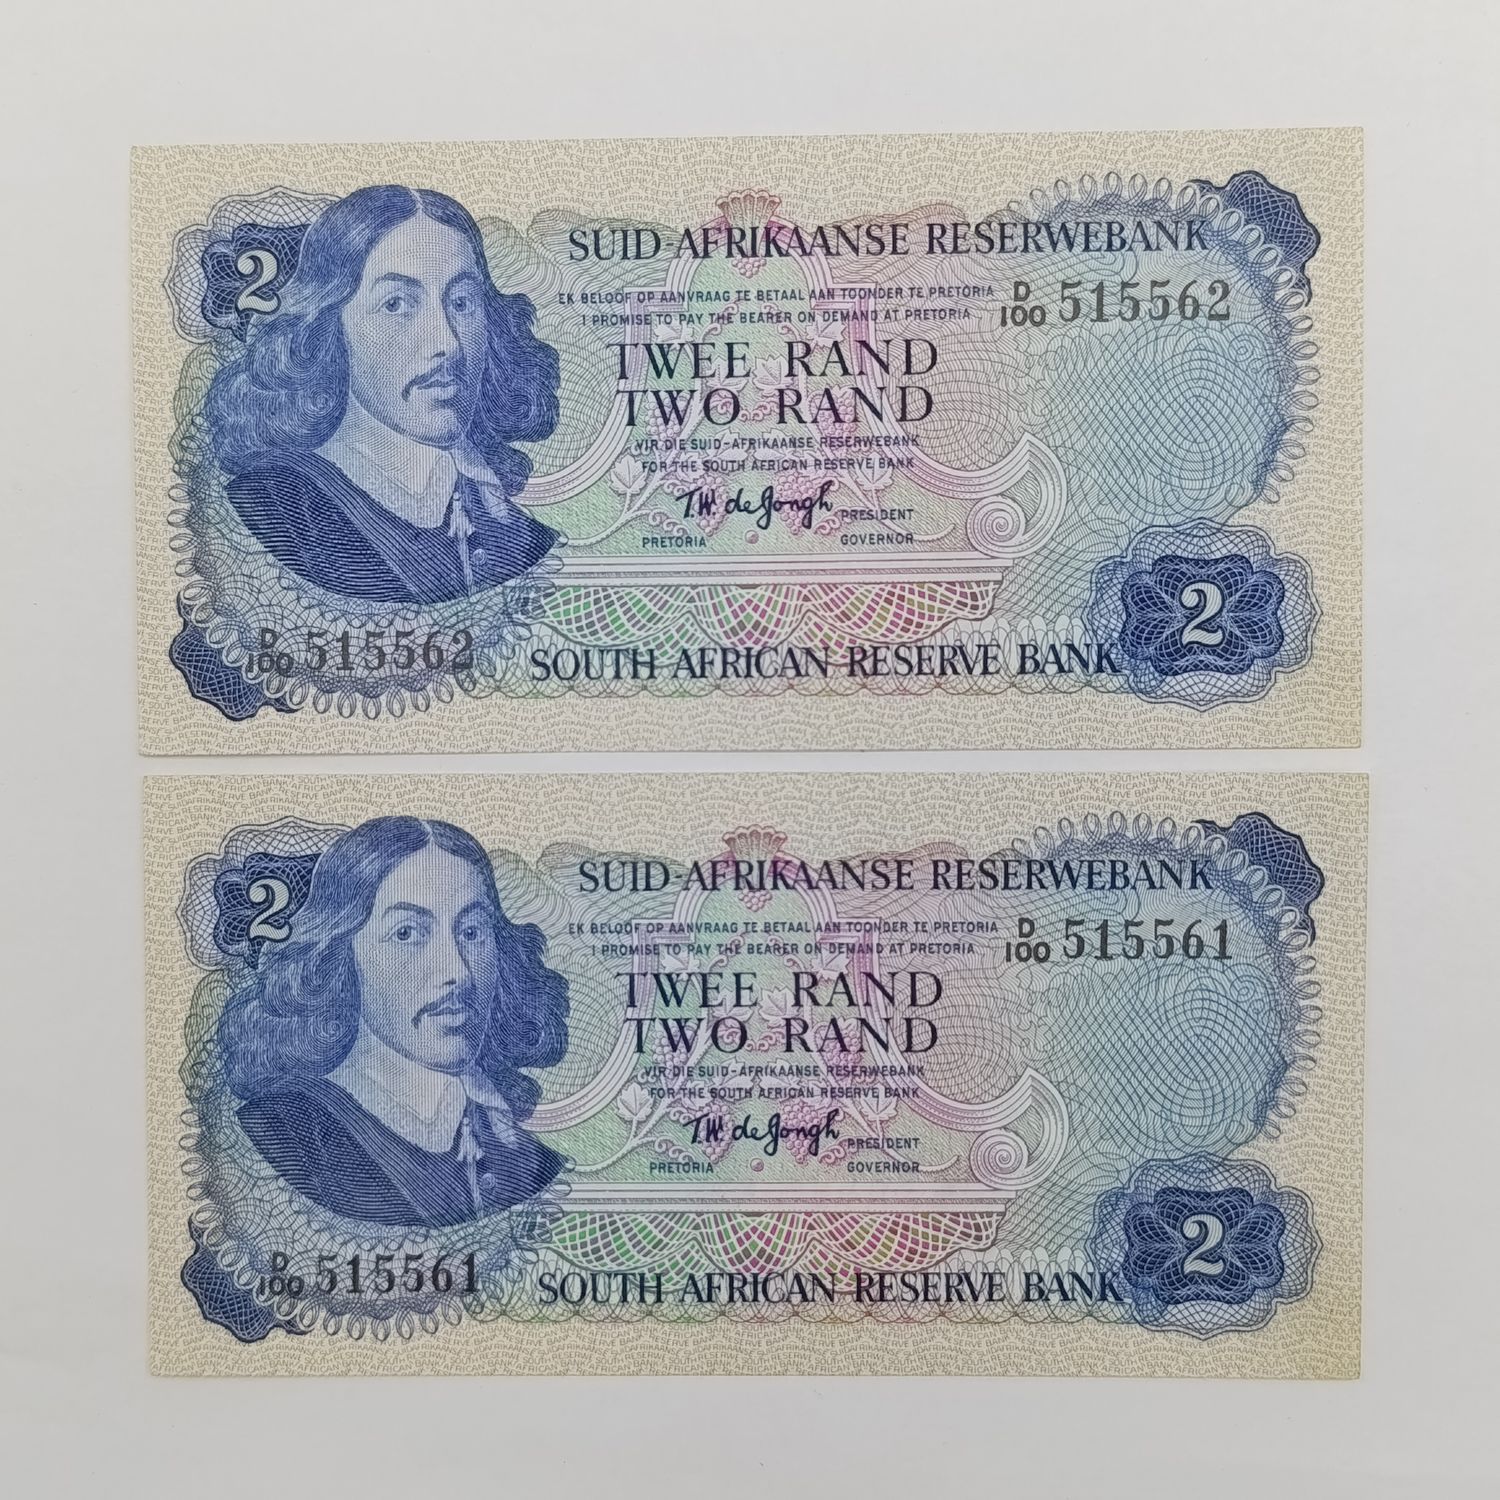 2
SUID-AFRIKAANSE RESERWEBANK
EK BELOOF OP AANVRAAG TE BETAAL AAN TOONDER TE PRETORIA
I PROMISE TO PAY THE BEARER ON DEMAND AT PRETORIA
D/100 515562
TWEE RAND
TWO RAND
VIR DIE SUID-AFRIKAANSE RESERWEBANK
FOR THE SOUTH AFRICAN RESERVE BANK
T.W. de Jongh
PRESIDENT
PRETORIA GOVERNOR
2
D/100 515562
SOUTH AFRICAN RESERVE BANK
2
SUID-AFRIKAANSE RESERWEBANK
EK BELOOF OP AANVRAAG TE BETAAL AAN TOONDER TE PRETORIA
I PROMISE TO PAY THE BEARER ON DEMAND AT PRETORIA
D/100 515561
TWEE RAND
TWO RAND
VIR DIE SUID-AFRIKAANSE RESERWEBANK
FOR THE SOUTH AFRICAN RESERVE BANK
T.W. de Jongh
PRESIDENT
PRETORIA GOVERNOR
2
D/100 515561
SOUTH AFRICAN RESERVE BANK